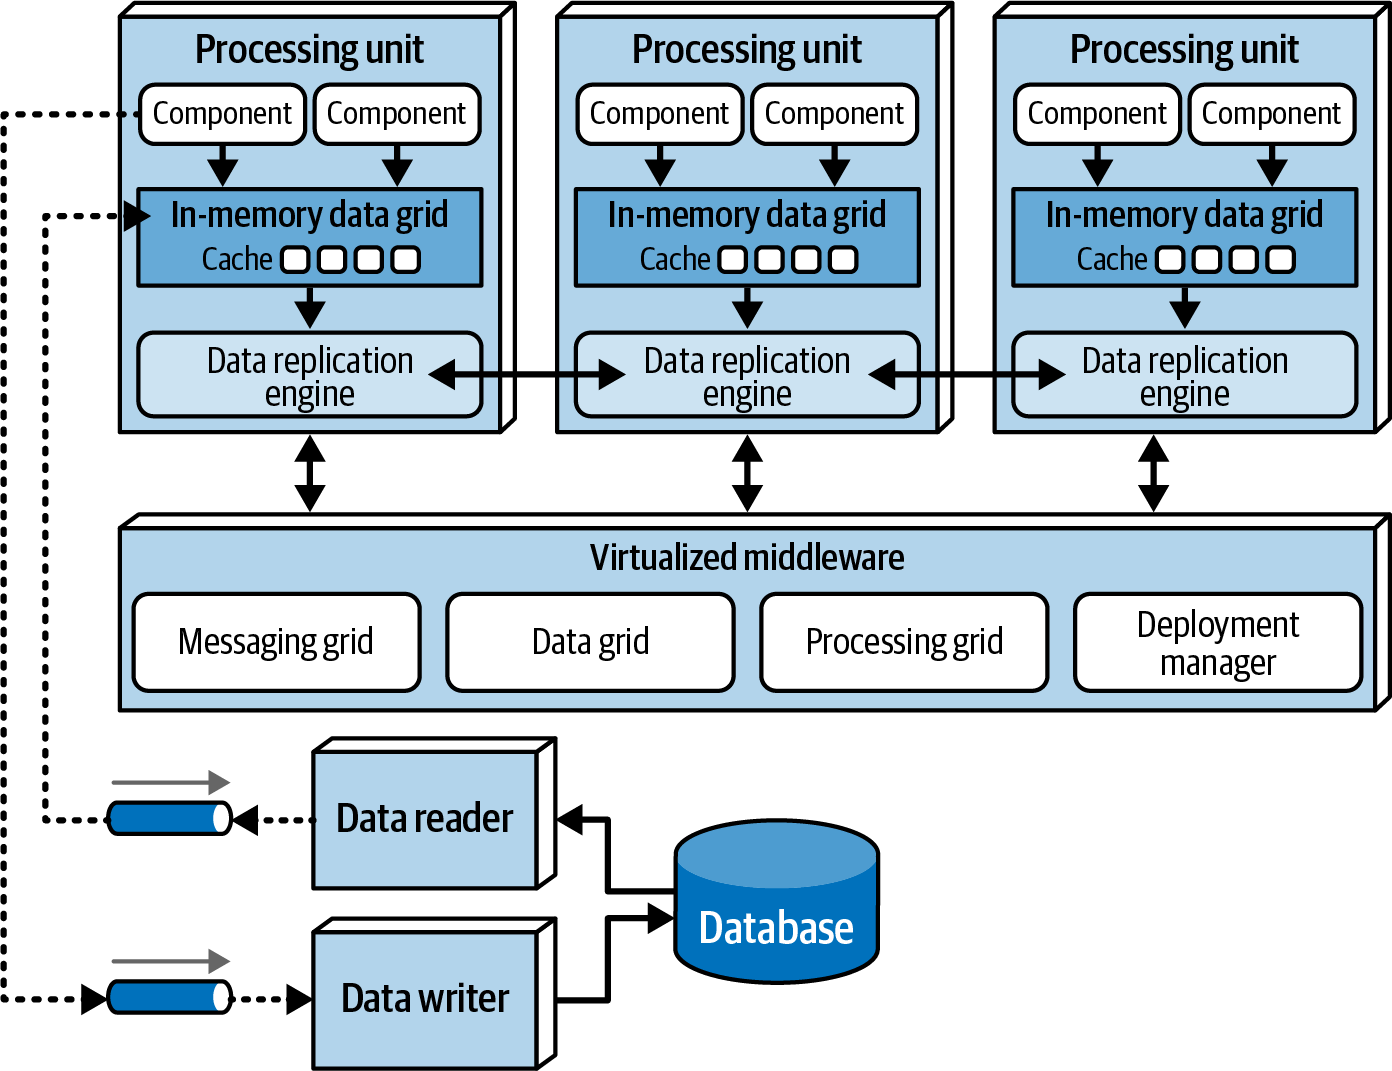 Processing unit
Component
Component
In-memory data grid
Cache
Data replication
engine
Processing unit
Component
Component
In-memory data grid
Cache
Data replication
engine
Processing unit
Component
Component
In-memory data grid
Cache
Data replication
engine
Virtualized middleware
Messaging grid
Data grid
Processing grid
Deployment
manager
Data reader
Database
Data writer